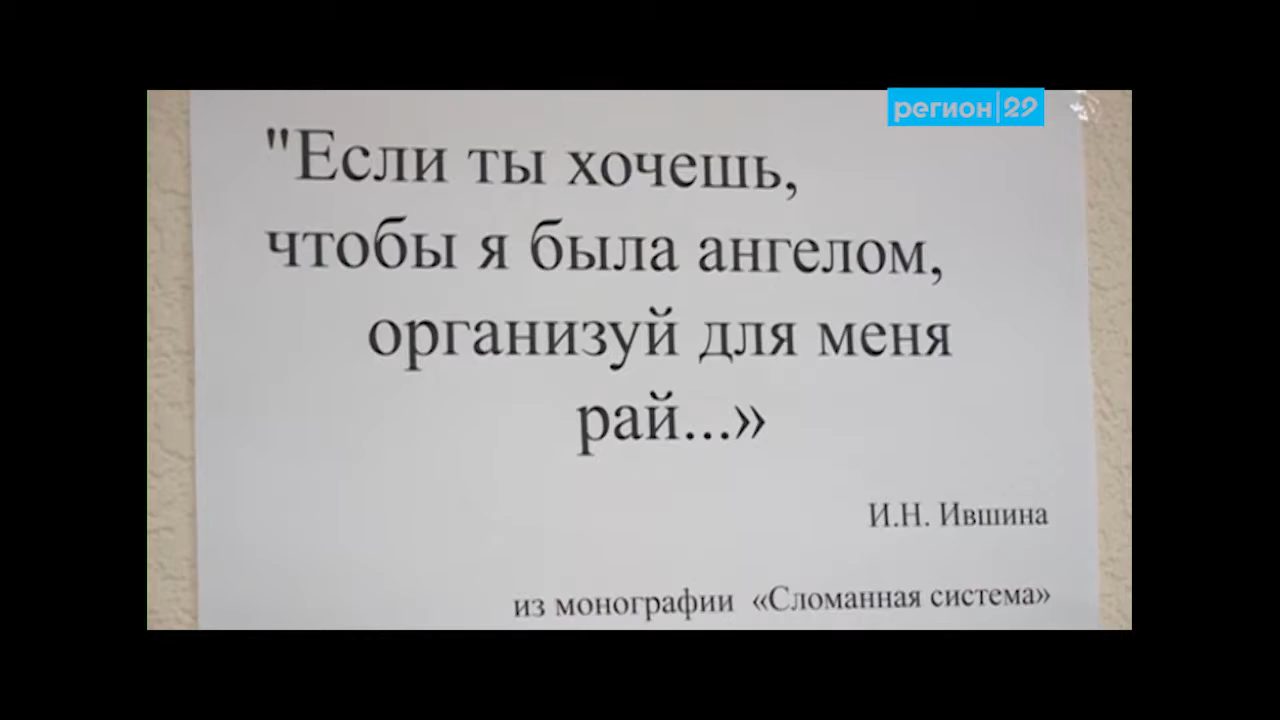 регион 29
"Если ты хочешь,
чтобы я была ангелом,
организуй для меня
рай...»
И.Н. Ившина
из монографии «Сломанная система»